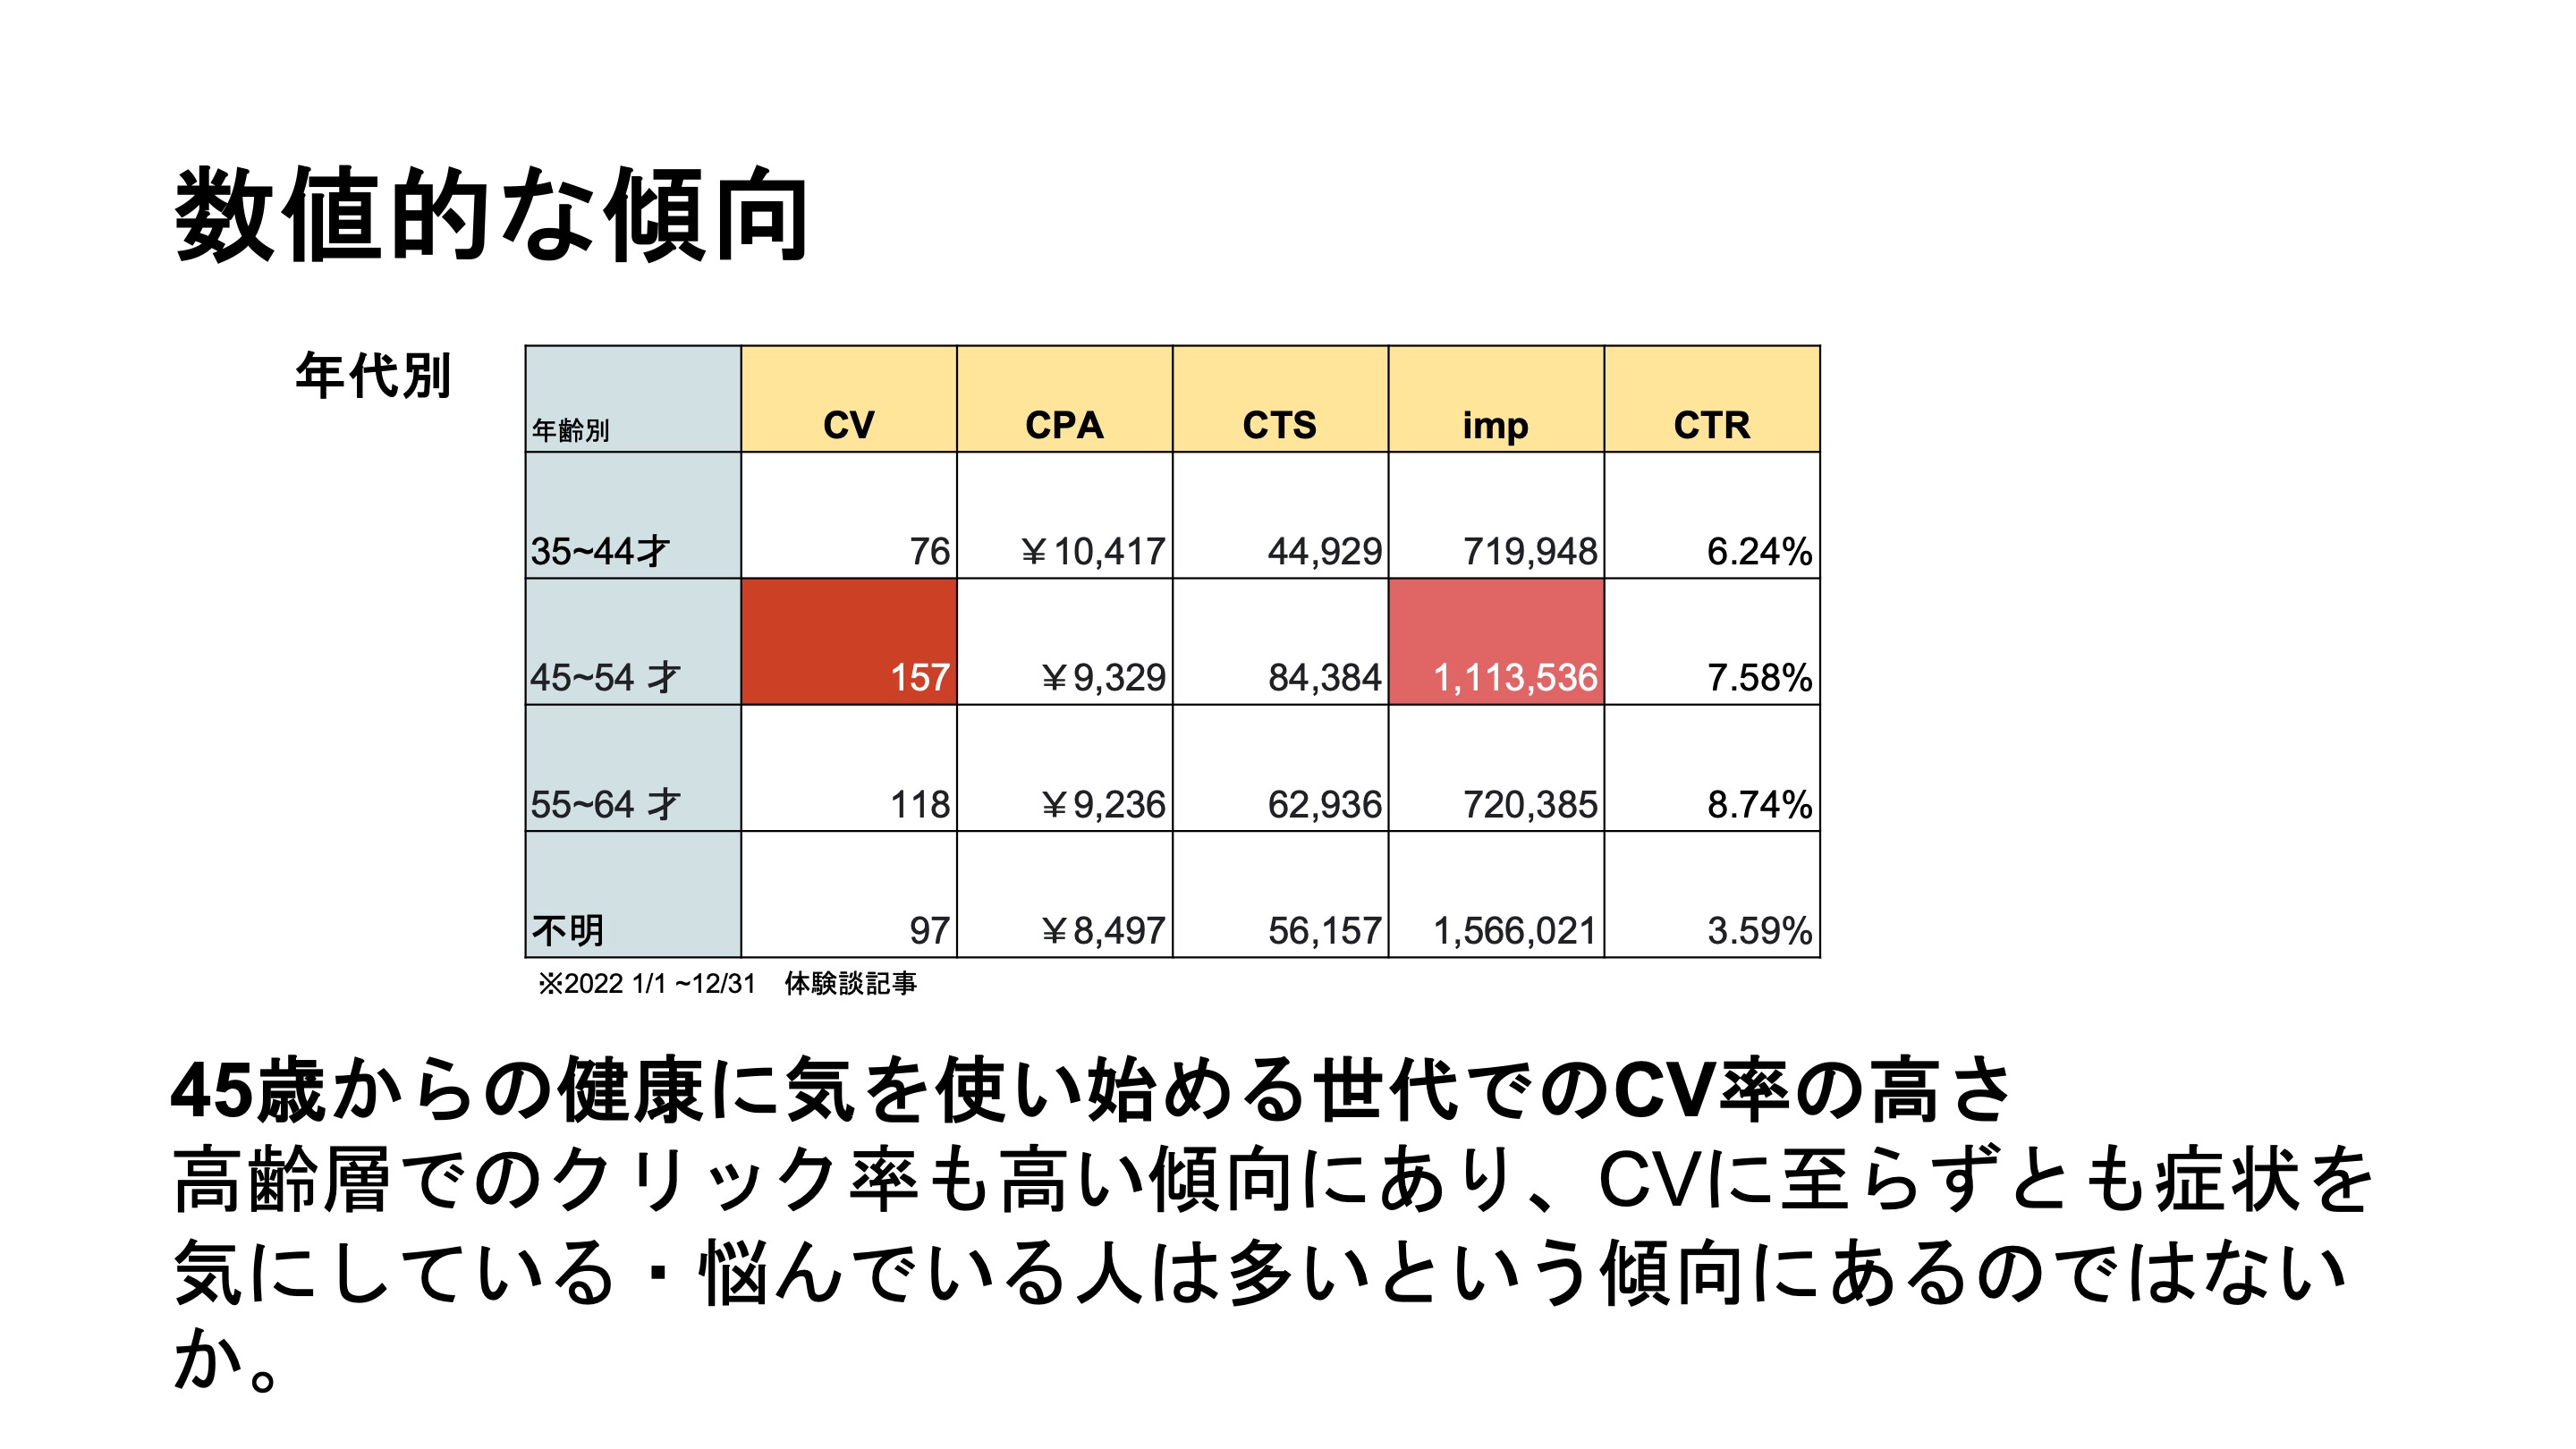 数値的な傾向
年代別
年齢別 CV CPA CTS imp CTR
35~44才 76 ￥10,417 44,929 719,948 6.24%
45~54 才 157 ￥9,329 84,384 1,113,536 7.58%
55~64 才 118 ￥9,236 62,936 720,385 8.74%
不明 97 ￥8,497 56,157 1,566,021 3.59%
※2022 1/1 ~12/31　体験談記事
45歳からの健康に気を使い始める世代でのCV率の高さ
高齢層でのクリック率も高い傾向にあり、CVに至らずとも症状を
気にしている・悩んでいる人は多いという傾向にあるのではない
か。